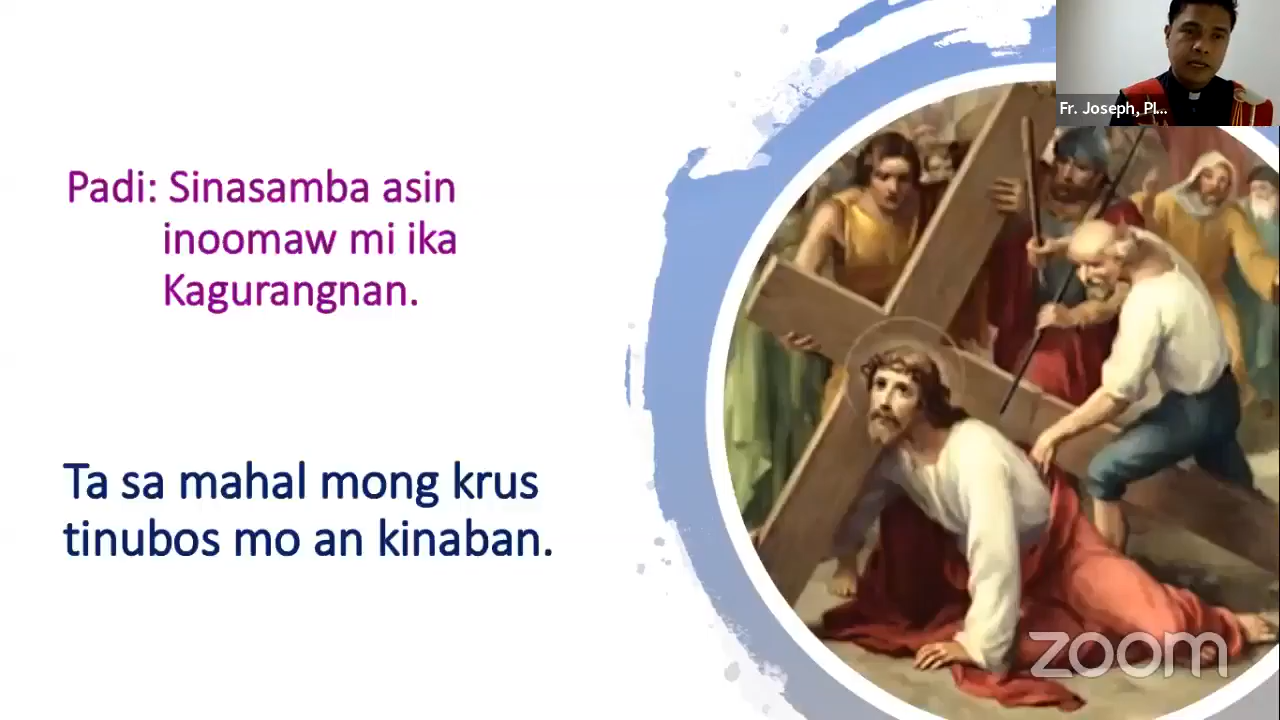 Fr. Joseph, Pl...
Padi: Sinasamba asin
inoomaw mi ika
Kagurangnan.
Ta sa mahal mong krus
tinubos mo an kinaban.
zoom